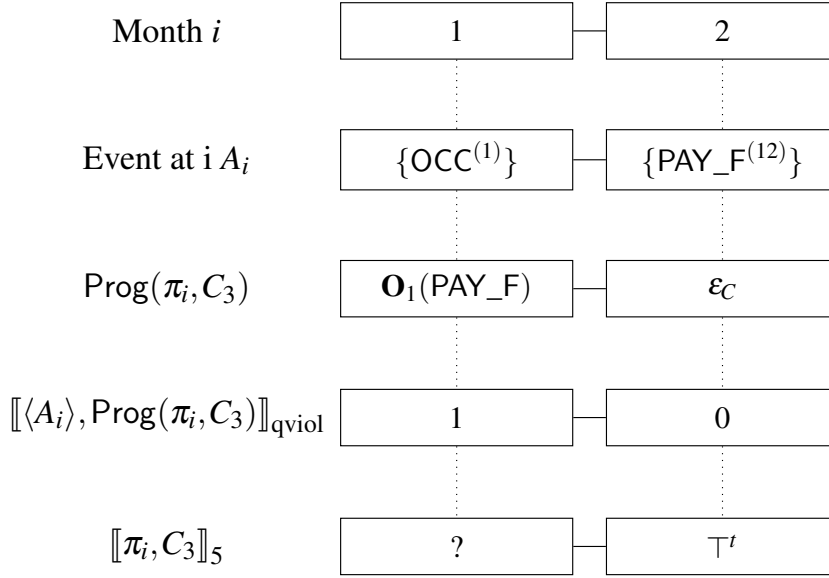 Month i 1 2
Event at i A_i {OCC^(1)} {PAY_F^(12)}
Prog(π_i, C_3) O_1(PAY_F) ε_C
⟦⟨A_i⟩, Prog(π_i, C_3)⟧_qviol 1 0
⟦π_i, C_3⟧_5 ? ⊤^t